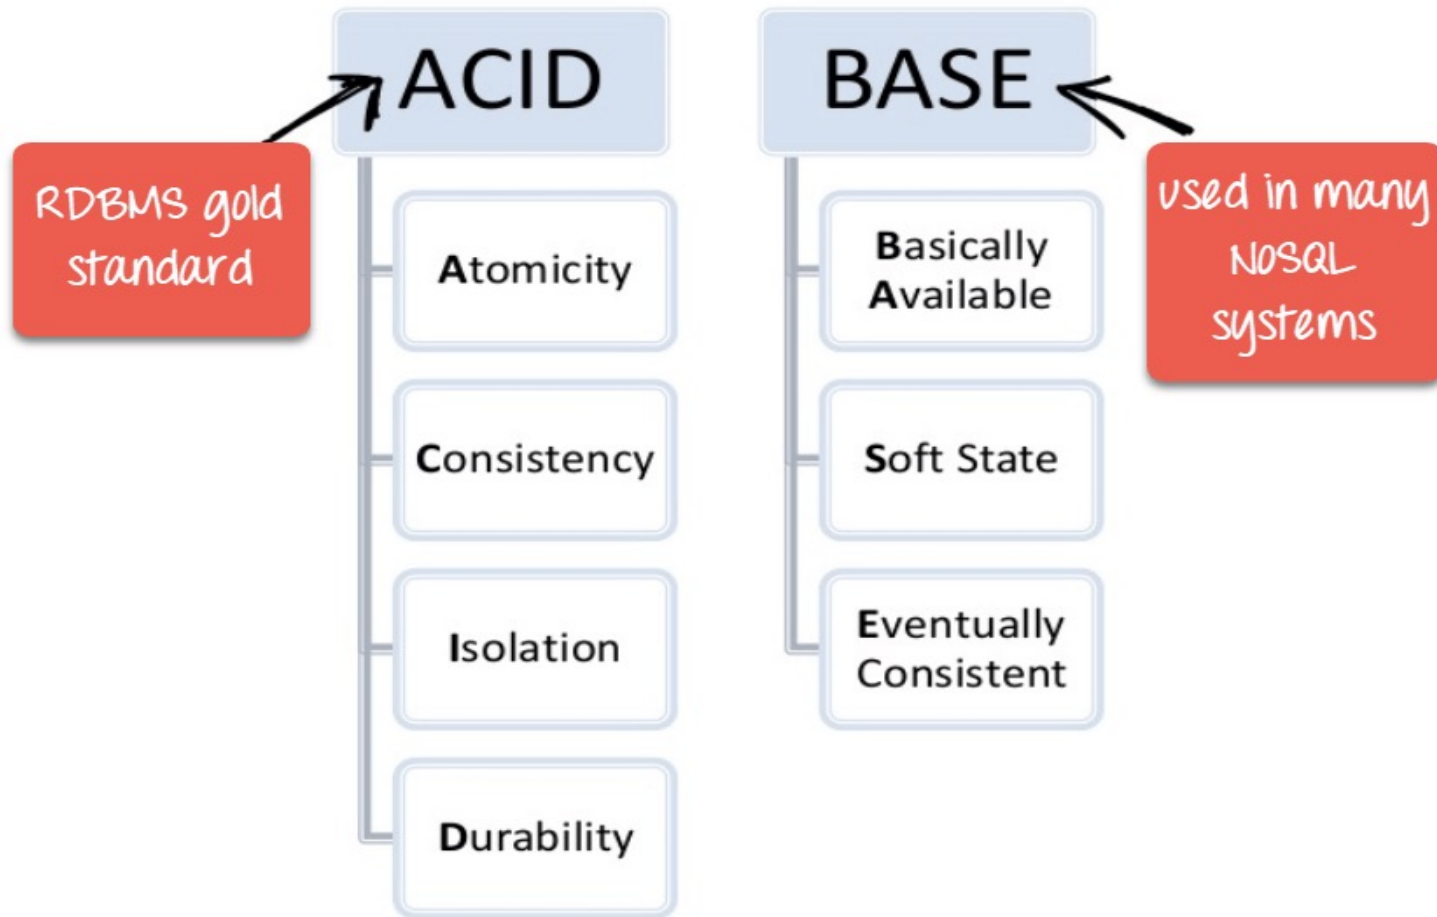 ACID
BASE
RDBMS gold
standard
used in many
NoSQL
systems
Atomicity
Consistency
Isolation
Durability
Basically
Available
Soft State
Eventually
Consistent